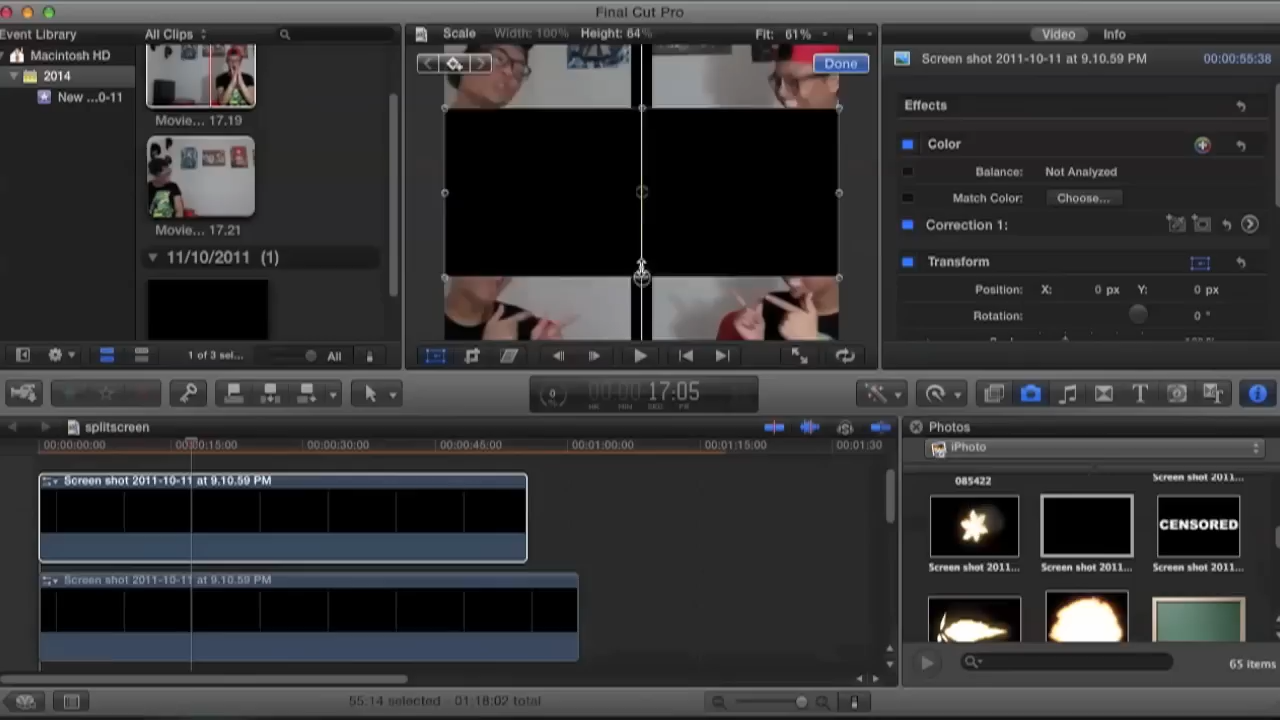 Final Cut Pro
Event Library
All Clips
Scale Width: 100% Height: 64%
Fit: 61%
Video
Info
Macintosh HD
2014
New ...0-11
Movie... 17.19
Movie... 17.21
11/10/2011 (1)
1 of 3 sel...
All
Done
Screen shot 2011-10-11 at 9.10.59 PM
00:00:55:38
Effects
Color
Balance: Not Analyzed
Match Color: Choose...
Correction 1:
Transform
Position: X: 0 px Y: 0 px
Rotation: 0 °
17:05
splitscreen
00:00:00:00
00:00:15:00
00:00:30:00
00:00:45:00
00:01:00:00
00:01:15:00
00:01:30
Screen shot 2011-10-11 at 9.10.59 PM
Screen shot 2011-10-11 at 9.10.59 PM
Photos
iPhoto
085422
Screen shot 2011...
CENSORED
Screen shot 2011...
Screen shot 2011...
Screen shot 2011...
65 items
55:14 selected - 01:18:02 total